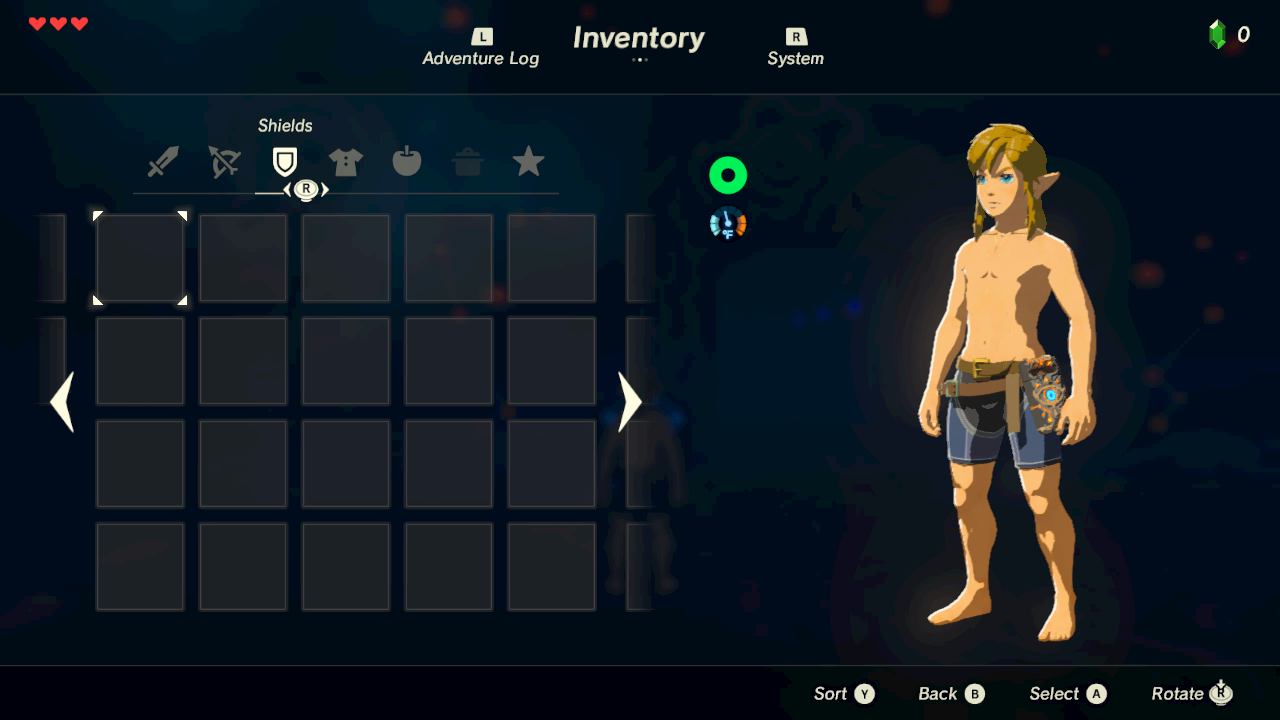 L
Inventory
R
0
Adventure Log
System
Shields
R
°F
Sort Y
Back B
Select A
Rotate R